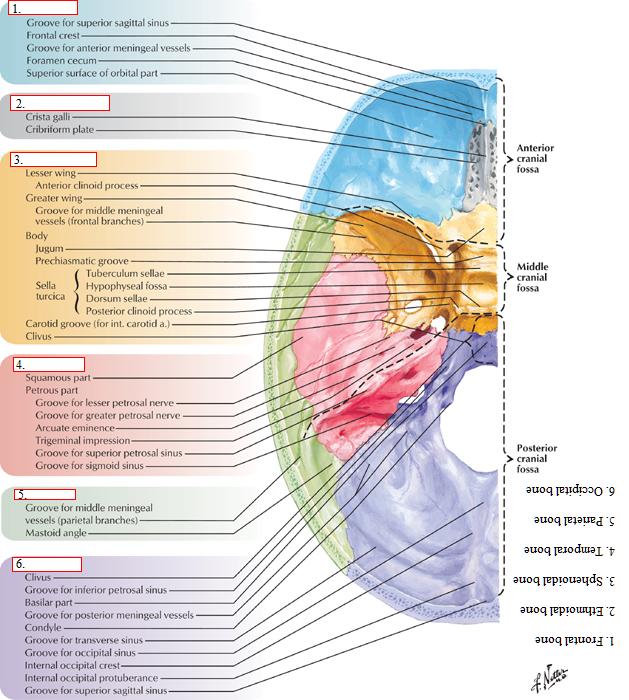 1.
Groove for superior sagittal sinus
Frontal crest
Groove for anterior meningeal vessels
Foramen cecum
Superior surface of orbital part
2.
Crista galli
Cribriform plate
3.
Lesser wing
Anterior clinoid process
Greater wing
Groove for middle meningeal
vessels (frontal branches)
Body
Jugum
Prechiasmatic groove
Sella
turcica
Tuberculum sellae
Hypophyseal fossa
Dorsum sellae
Posterior clinoid process
Carotid groove (for int. carotid a.)
Clivus
4.
Squamous part
Petrous part
Groove for lesser petrosal nerve
Groove for greater petrosal nerve
Arcuate eminence
Trigeminal impression
Groove for superior petrosal sinus
Groove for sigmoid sinus
5.
Groove for middle meningeal
vessels (parietal branches)
Mastoid angle
6.
Clivus
Groove for inferior petrosal sinus
Basilar part
Groove for posterior meningeal vessels
Condyle
Groove for transverse sinus
Groove for occipital sinus
Internal occipital crest
Internal occipital protuberance
Groove for superior sagittal sinus
Anterior
cranial
fossa
Middle
cranial
fossa
Posterior
cranial
fossa
1. Frontal bone
2. Ethmoidal bone
3. Sphenoidal bone
4. Temporal bone
5. Parietal bone
6. Occipital bone
F. Netter